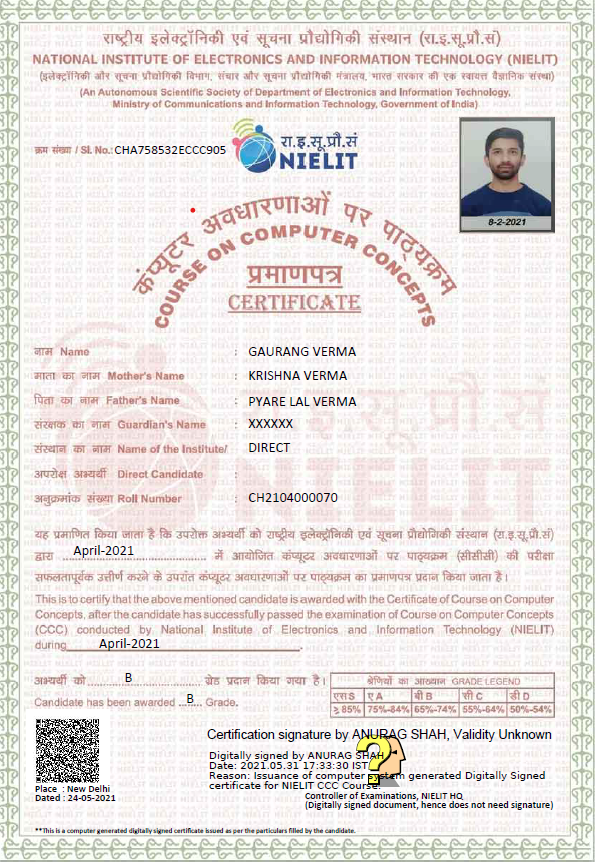 राष्ट्रीय इलेक्ट्रॉनिकी एवं सूचना प्रौद्योगिकी संस्थान (रा.इ.सू.प्रौ.सं)
NATIONAL INSTITUTE OF ELECTRONICS AND INFORMATION TECHNOLOGY (NIELIT)
(इलेक्ट्रॉनिकी और सूचना प्रौद्योगिकी विभाग, संचार और सूचना प्रौद्योगिकी मंत्रालय, भारत सरकार की एक स्वायत्त वैज्ञानिक संस्था)
(An Autonomous Scientific Society of Department of Electronics and Information Technology,
Ministry of Communications and Information Technology, Government of India)
क्रम संख्या / Sl. No.: CHA758532ECCC905
रा.इ.सू.प्रौ.सं
NIELIT
8-2-2021
कंप्यूटर अवधारणाओं पर पाठ्यक्रम
COURSE ON COMPUTER CONCEPTS
प्रमाणपत्र
CERTIFICATE
नाम Name : GAURANG VERMA
माता का नाम Mother's Name : KRISHNA VERMA
पिता का नाम Father's Name : PYARE LAL VERMA
संरक्षक का नाम Guardian's Name : XXXXXX
संस्थान का नाम Name of the Institute/ : DIRECT
अपरोक्ष अभ्यर्थी Direct Candidate :
अनुक्रमांक संख्या Roll Number : CH2104000070
यह प्रमाणित किया जाता है कि उपरोक्त अभ्यर्थी को राष्ट्रीय इलेक्ट्रॉनिकी एवं सूचना प्रौद्योगिकी संस्थान (रा.इ.सू.प्रौ.सं)
द्वारा April-2021 में आयोजित कंप्यूटर अवधारणाओं पर पाठ्यक्रम (सीसीसी) की परीक्षा
सफलतापूर्वक उत्तीर्ण करने के उपरांत कंप्यूटर अवधारणाओं पर पाठ्यक्रम का प्रमाणपत्र प्रदान किया जाता है।
This is to certify that the above mentioned candidate is awarded with the Certificate of Course on Computer
Concepts, after the candidate has successfully passed the examination of Course on Computer Concepts
(CCC) conducted by National Institute of Electronics and Information Technology (NIELIT)
during April-2021.
अभ्यर्थी को B ग्रेड प्रदान किया गया है।
Candidate has been awarded B Grade.
श्रेणियों का आख्यान GRADE LEGEND
एस S ए A बी B सी C डी D
≥ 85% 75%-84% 65%-74% 55%-64% 50%-54%
Certification signature by ANURAG SHAH, Validity Unknown
Digitally signed by ANURAG SHAH
Date: 2021.05.31 17:33:30 IST
Reason: Issuance of computer system generated Digitally Signed
certificate for NIELIT CCC Course.
Place : New Delhi
Dated : 24-05-2021
Controller of Examinations, NIELIT HQ
(Digitally signed document, hence does not need signature)
**This is a computer generated digitally signed certificate issued as per the particulars filled by the candidate.